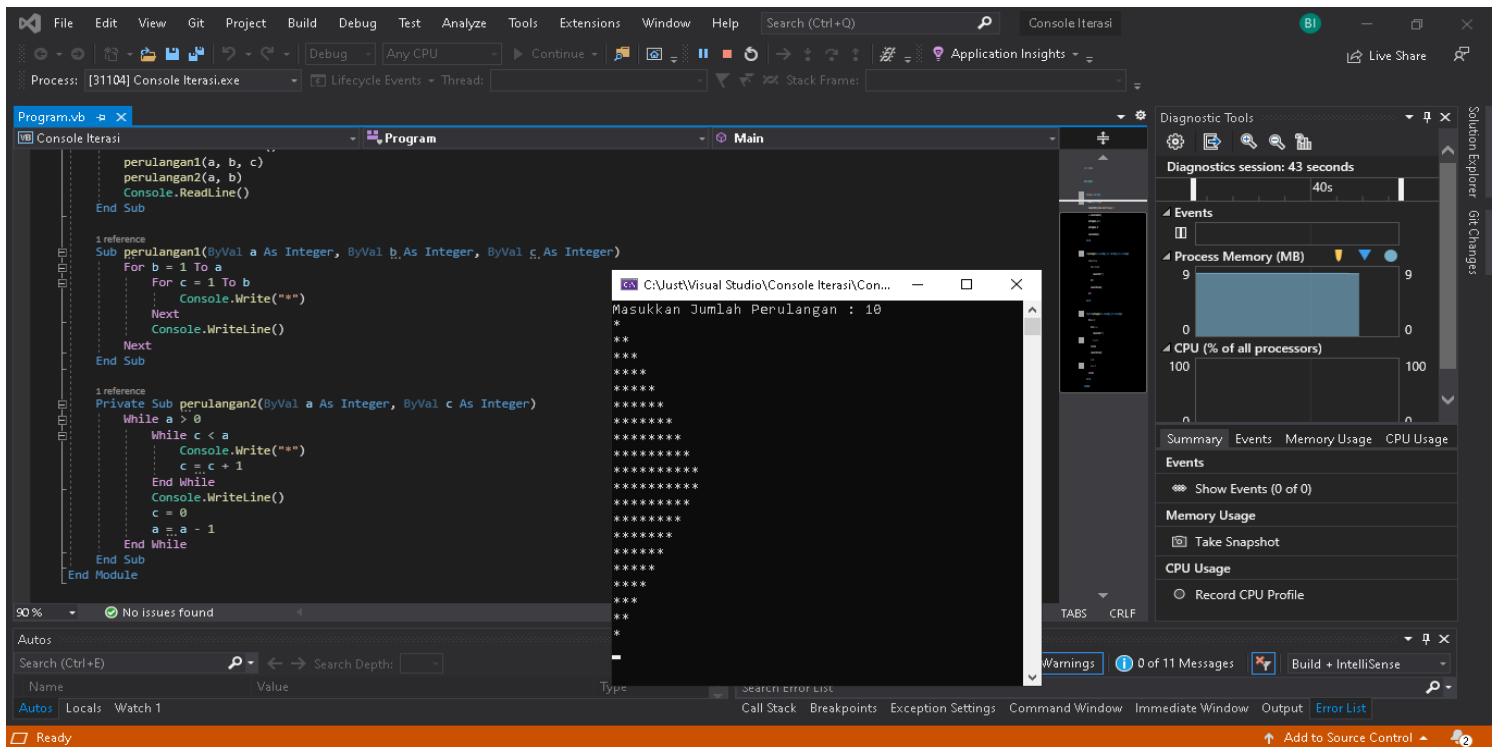 File Edit View Git Project Build Debug Test Analyze Tools Extensions Window Help Search (Ctrl+Q) Console Iterasi BI
Debug Any CPU Continue Application Insights Live Share
Process: [31104] Console Iterasi.exe Lifecycle Events Thread: Stack Frame:
Program.vb
Console Iterasi Program Main
perulangan1(a, b, c)
perulangan2(a, b)
Console.ReadLine()
End Sub
1 reference
Sub perulangan1(ByVal a As Integer, ByVal b As Integer, ByVal c As Integer)
For b = 1 To a
For c = 1 To b
Console.Write("*")
Next
Console.WriteLine()
Next
End Sub
1 reference
Private Sub perulangan2(ByVal a As Integer, ByVal c As Integer)
While a > 0
While c < a
Console.Write("*")
c = c + 1
End While
Console.WriteLine()
c = 0
a = a - 1
End While
End Sub
End Module
90 % No issues found TABS CRLF
C:\Just\Visual Studio\Console Iterasi\Con...
Masukkan Jumlah Perulangan : 10
*
**
***
****
*****
******
*******
********
*********
**********
**********
*********
********
*******
******
*****
****
***
**
*
Diagnostic Tools
Diagnostics session: 43 seconds
40s
Events
Process Memory (MB)
9 9
0 0
CPU (% of all processors)
100 100
0 0
Summary Events Memory Usage CPU Usage
Events
Show Events (0 of 0)
Memory Usage
Take Snapshot
CPU Usage
Record CPU Profile
Solution Explorer
Git Changes
Autos
Search (Ctrl+E) Search Depth:
Name Value Type
Autos Locals Watch 1
Warnings 0 of 11 Messages Build + IntelliSense
Search Error List
Call Stack Breakpoints Exception Settings Command Window Immediate Window Output Error List
Ready Add to Source Control 2